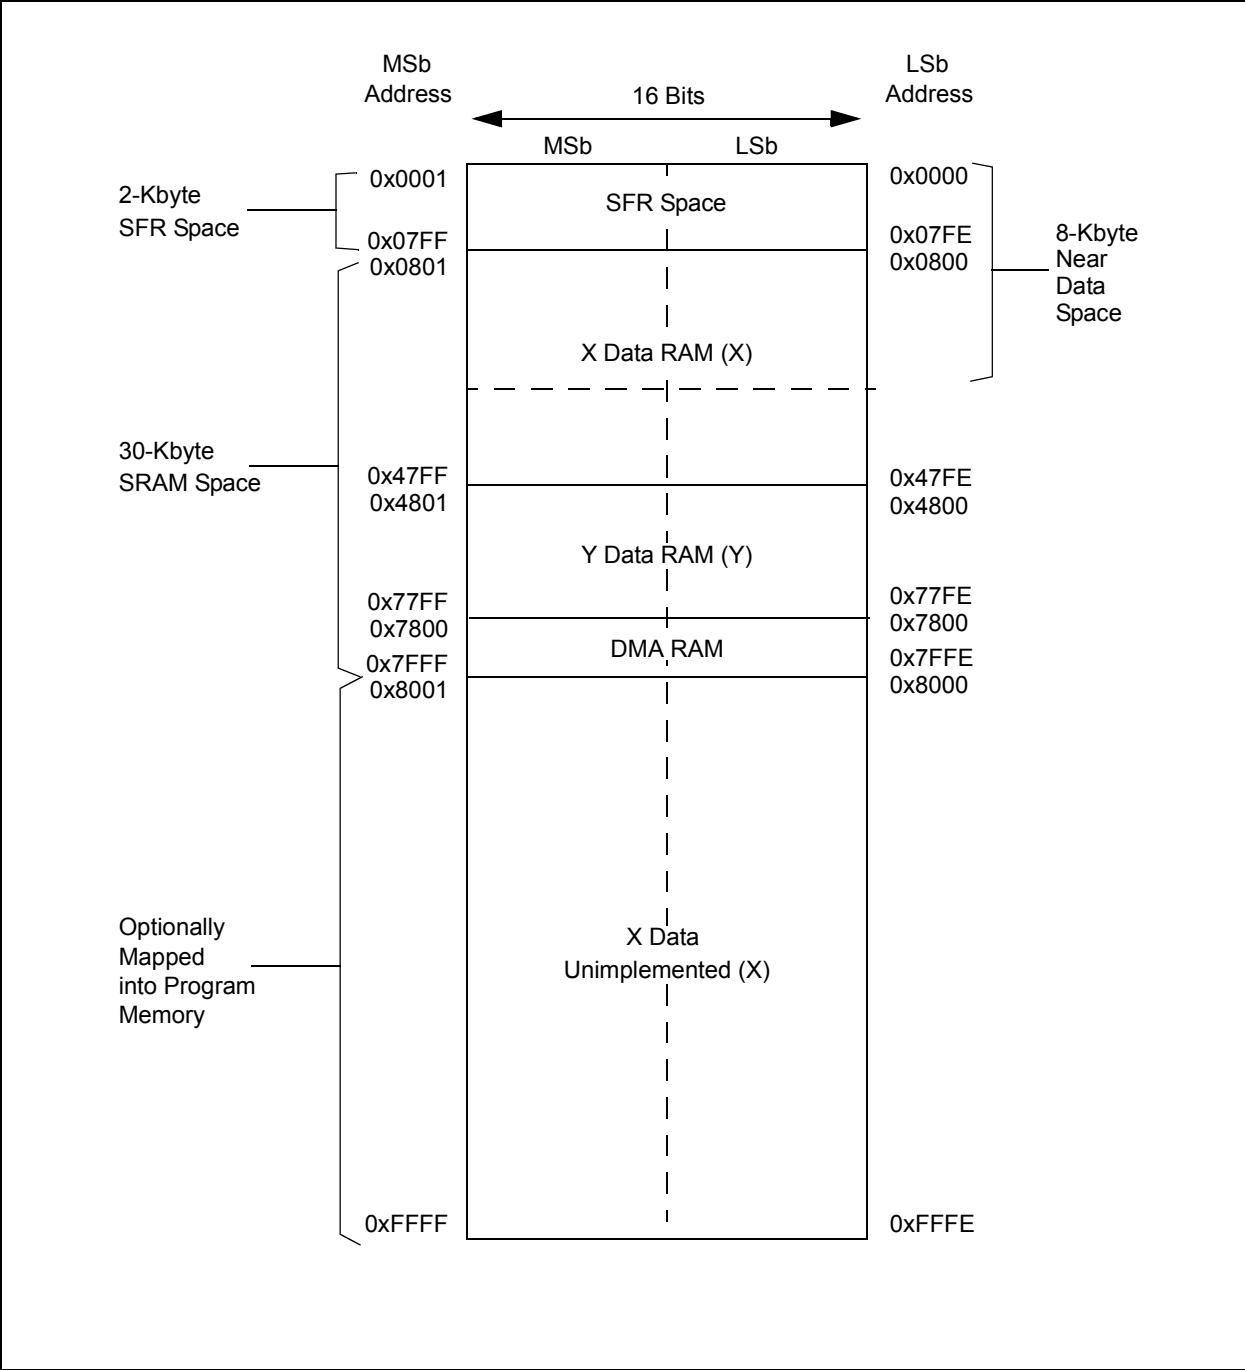 MSb
Address
LSb
Address
16 Bits
MSb
LSb
2-Kbyte
SFR Space
0x0001
0x07FF
0x0801
SFR Space
0x0000
0x07FE
0x0800
8-Kbyte
Near
Data
Space
X Data RAM (X)
30-Kbyte
SRAM Space
0x47FF
0x4801
0x47FE
0x4800
Y Data RAM (Y)
0x77FF
0x7800
0x77FE
0x7800
DMA RAM
0x7FFF
0x8001
0x7FFE
0x8000
Optionally
Mapped
into Program
Memory
X Data
Unimplemented (X)
0xFFFF
0xFFFE